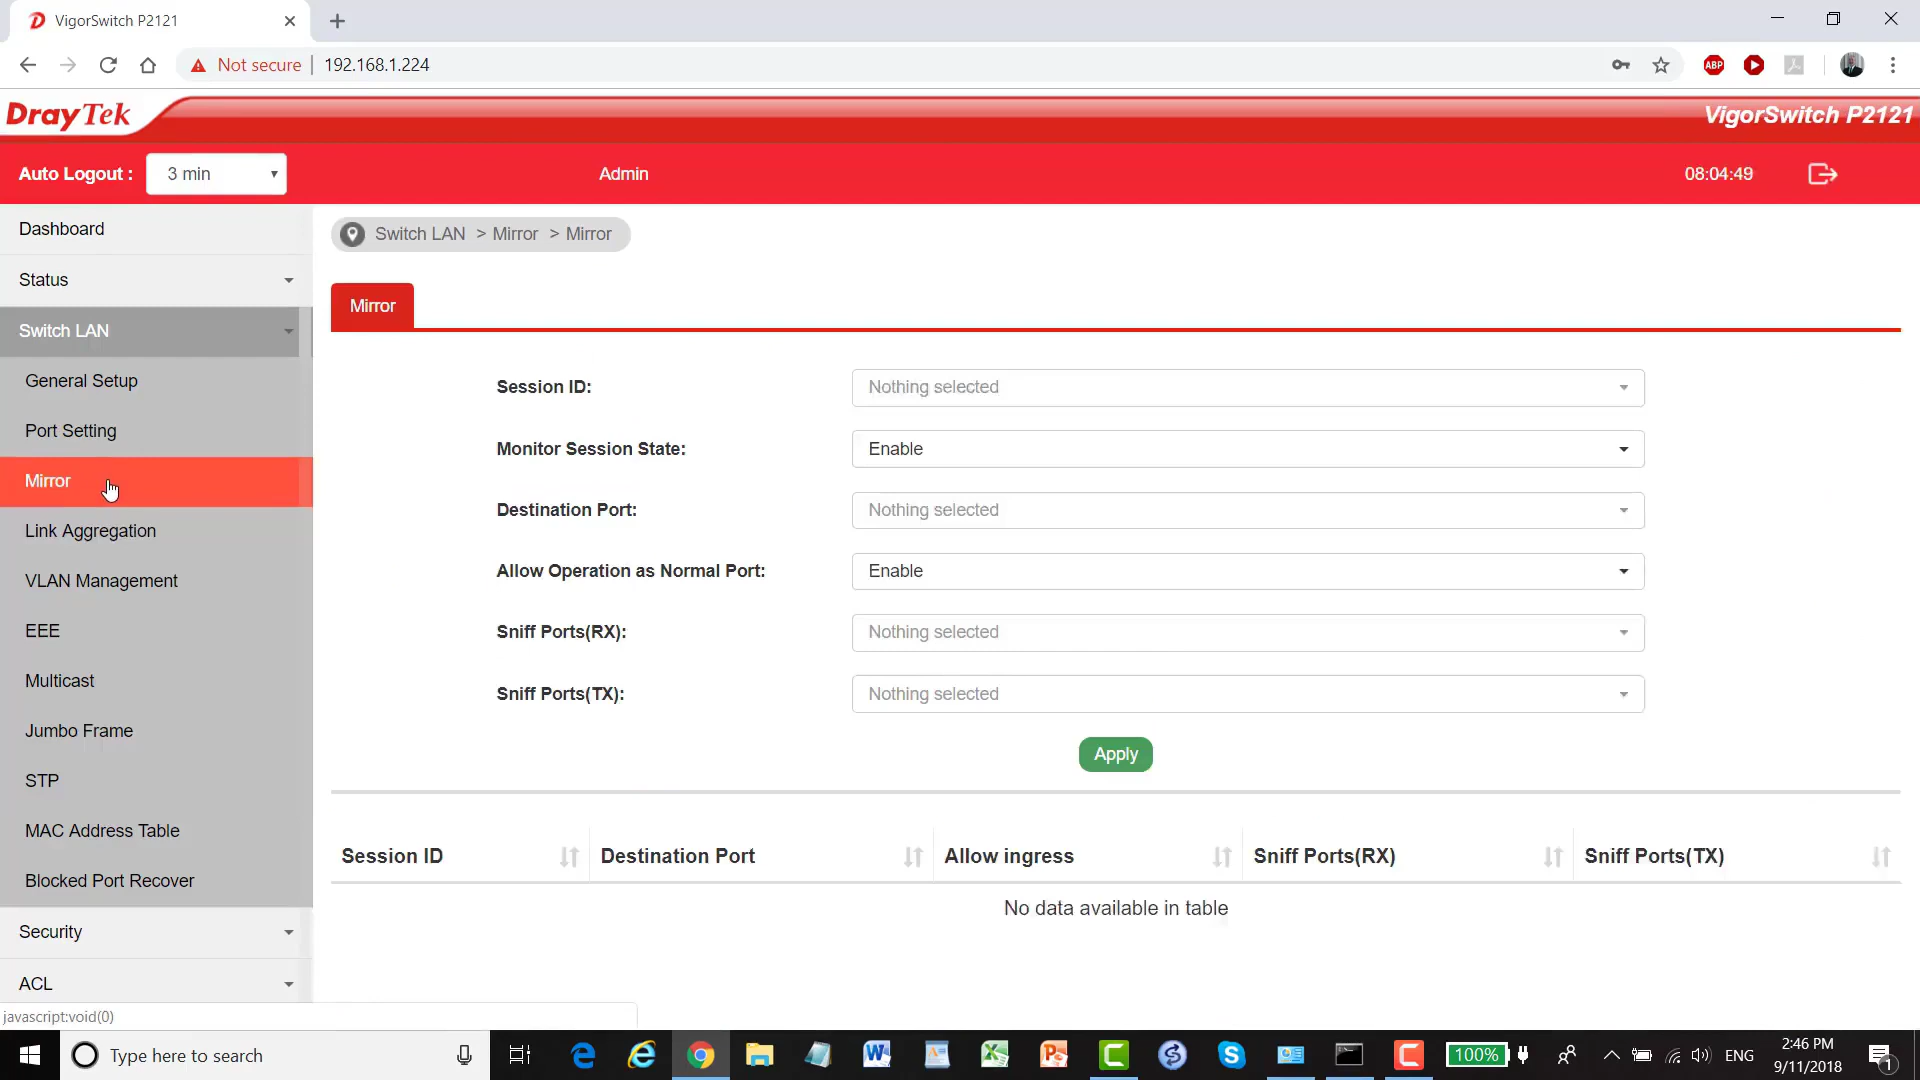 VigorSwitch P2121
Not secure
192.168.1.224
ABP
DrayTek
VigorSwitch P2121
Auto Logout :
3 min
Admin
08:04:49
Dashboard
Status
Switch LAN
General Setup
Port Setting
Mirror
Link Aggregation
VLAN Management
EEE
Multicast
Jumbo Frame
STP
MAC Address Table
Blocked Port Recover
Security
ACL
javascript:void(0)
Switch LAN > Mirror > Mirror
Mirror
Session ID: Nothing selected
Monitor Session State: Enable
Destination Port: Nothing selected
Allow Operation as Normal Port: Enable
Sniff Ports(RX): Nothing selected
Sniff Ports(TX): Nothing selected
Apply
Session ID Destination Port Allow ingress Sniff Ports(RX) Sniff Ports(TX)
No data available in table
Type here to search
100%
ENG
2:46 PM
9/11/2018
1